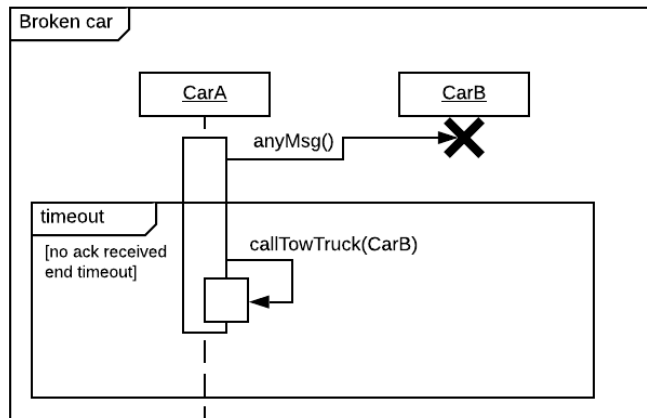 Broken car
CarA
CarB
anyMsg()
timeout
[no ack received
end timeout]
callTowTruck(CarB)